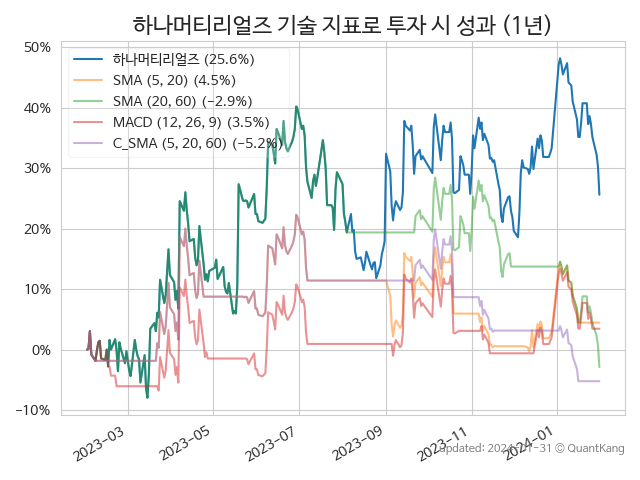 하나머티리얼즈 기술 지표로 투자 시 성과 (1년)
50%
40%
30%
20%
10%
0%
−10%
하나머티리얼즈 (25.6%)
SMA (5, 20) (4.5%)
SMA (20, 60) (−2.9%)
MACD (12, 26, 9) (3.5%)
C_SMA (5, 20, 60) (−5.2%)
2023-03
2023-05
2023-07
2023-09
2023-11
2024-01
updated: 2024-01-31 © QuantKang